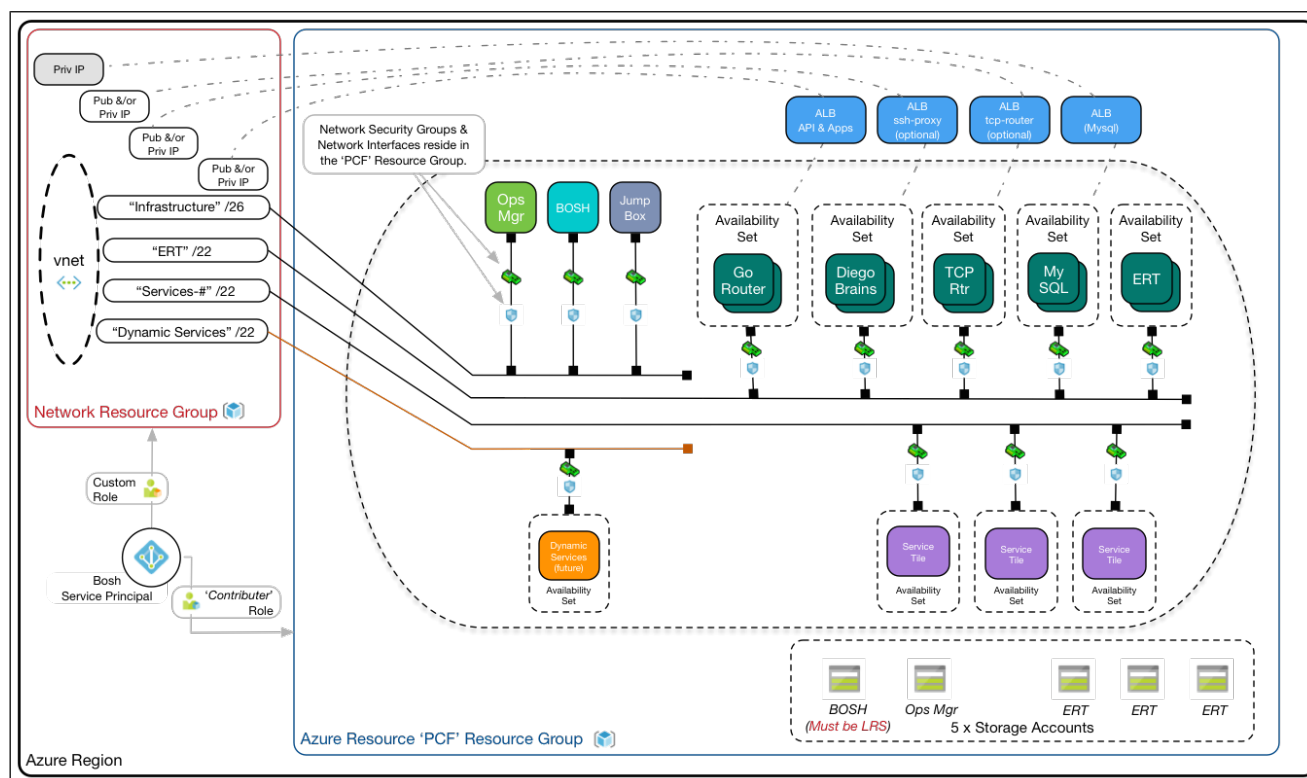 Priv IP
Pub &/or
Priv IP
Pub &/or
Priv IP
Pub &/or
Priv IP
vnet
“Infrastructure” /26
“ERT” /22
“Services-#” /22
“Dynamic Services” /22
Network Resource Group
Custom
Role
Bosh
Service Principal
‘Contributer’
Role
Azure Region
Network Security Groups &
Network Interfaces reside in
the ‘PCF’ Resource Group.
ALB
API & Apps
ALB
ssh-proxy
(optional)
ALB
tcp-router
(optional)
ALB
(Mysql)
Ops
Mgr
BOSH
Jump
Box
Availability
Set
Go
Router
Availability
Set
Diego
Brains
Availability
Set
TCP
Rtr
Availability
Set
My
SQL
Availability
Set
ERT
Dynamic
Services
(future)
Availability
Set
Service
Tile
Availability
Set
Service
Tile
Availability
Set
Service
Tile
Availability
Set
BOSH
(Must be LRS)
Ops Mgr
ERT
ERT
ERT
5 x Storage Accounts
Azure Resource ‘PCF’ Resource Group